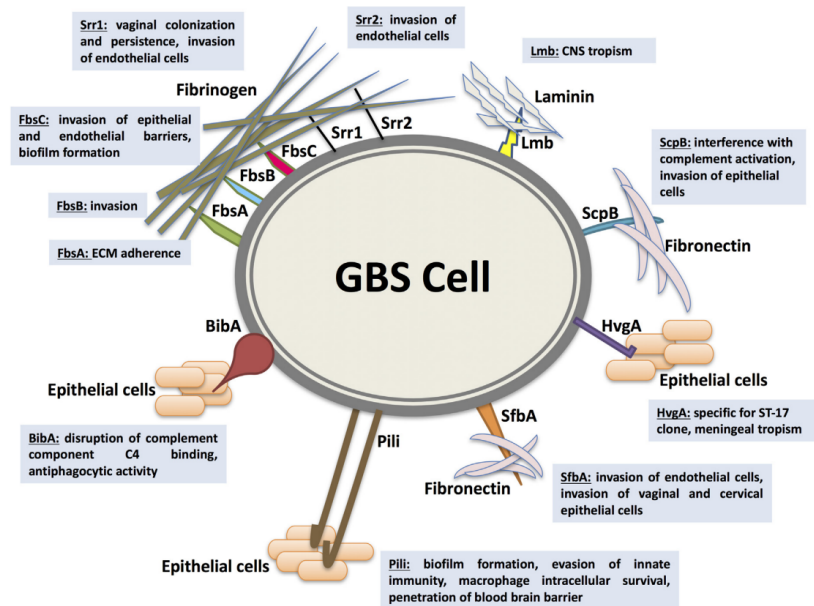 Srr1: vaginal colonization
and persistence, invasion
of endothelial cells
Srr2: invasion of
endothelial cells
Lmb: CNS tropism
Fibrinogen
Laminin
FbsC: invasion of epithelial
and endothelial barriers,
biofilm formation
Srr1
Srr2
Lmb
FbsC
FbsB
FbsA
ScpB: interference with
complement activation,
invasion of epithelial
cells
FbsB: invasion
FbsA: ECM adherence
ScpB
Fibronectin
GBS Cell
BibA
HvgA
Epithelial cells
Epithelial cells
BibA: disruption of complement
component C4 binding,
antiphagocytic activity
Pili
SfbA
HvgA: specific for ST-17
clone, meningeal tropism
Fibronectin
SfbA: invasion of endothelial cells,
invasion of vaginal and cervical
epithelial cells
Epithelial cells
Pili: biofilm formation, evasion of innate
immunity, macrophage intracellular survival,
penetration of blood brain barrier